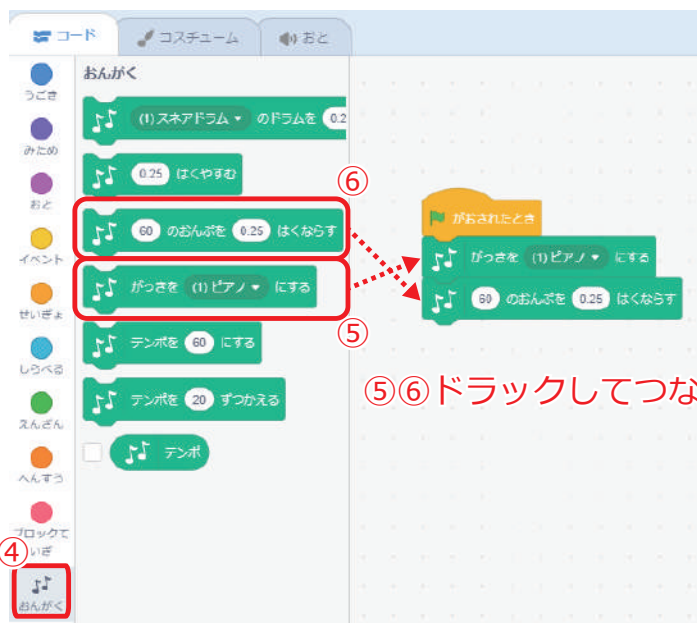 コード
コスチューム
おと
うごき
みため
おと
イベント
せいぎょ
しらべる
えんざん
へんすう
ブロックて
いぎ
④
おんがく
おんがく
(1)スネアドラム のドラムを 0.2
0.25 はくやすむ
⑥
60 のおんぷを 0.25 はくならす
がっきを (1)ピアノ にする
⑤
テンポを 60 にする
テンポを 20 ずつかえる
テンポ
がおされたとき
がっきを (1)ピアノ にする
60 のおんぷを 0.25 はくならす
⑤⑥ドラックしてつな